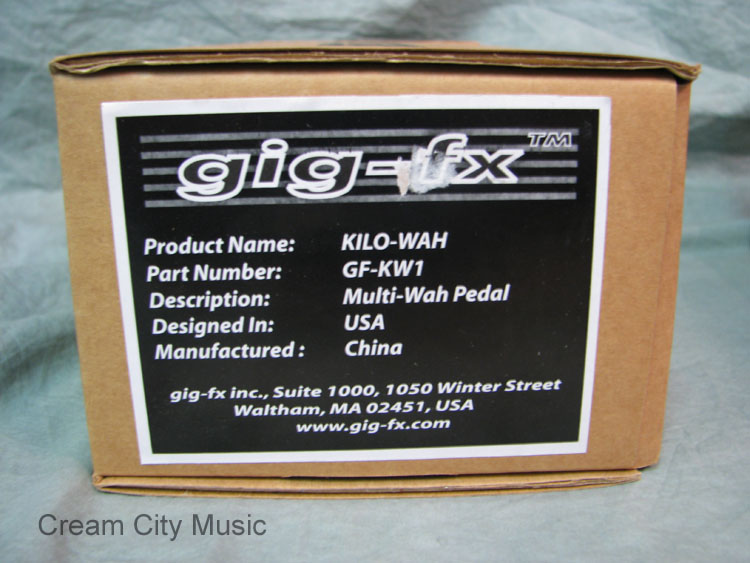 gig-fx™
Product Name: KILO-WAH
Part Number: GF-KW1
Description: Multi-Wah Pedal
Designed In: USA
Manufactured : China
gig-fx inc., Suite 1000, 1050 Winter Street
Waltham, MA 02451, USA
www.gig-fx.com
Cream City Music